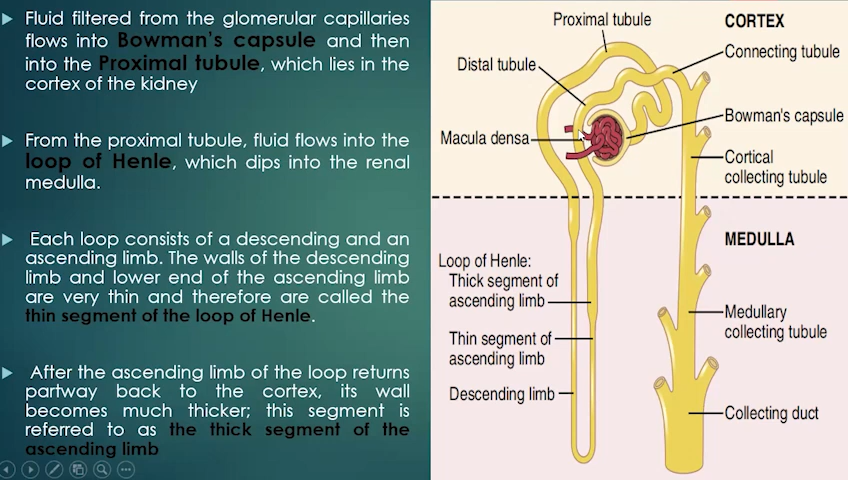 Fluid filtered from the glomerular capillaries
flows into Bowman's capsule and then
into the Proximal tubule, which lies in the
cortex of the kidney
From the proximal tubule, fluid flows into the
loop of Henle, which dips into the renal
medulla.
Each loop consists of a descending and an
ascending limb. The walls of the descending
limb and lower end of the ascending limb
are very thin and therefore are called the
thin segment of the loop of Henle.
After the ascending limb of the loop returns
partway back to the cortex, its wall
becomes much thicker; this segment is
referred to as the thick segment of the
ascending limb
Proximal tubule
CORTEX
Connecting tubule
Distal tubule
Bowman's capsule
Macula densa
Cortical
collecting tubule
MEDULLA
Loop of Henle:
Thick segment of
ascending limb
Medullary
collecting tubule
Thin segment of
ascending limb
Descending limb
Collecting duct